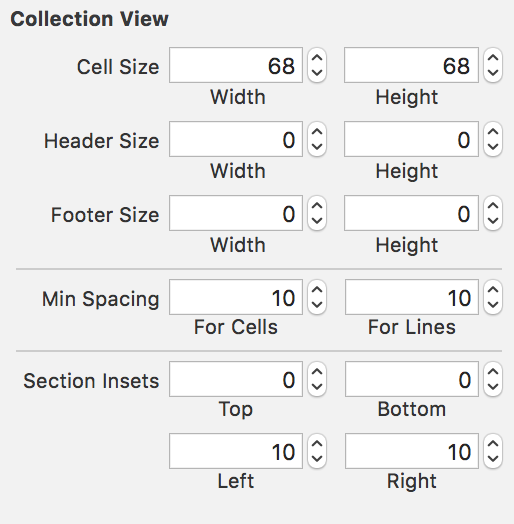 Collection View
Cell Size 68 68
Width Height
Header Size 0 0
Width Height
Footer Size 0 0
Width Height
Min Spacing 10 10
For Cells For Lines
Section Insets 0 0
Top Bottom
10 10
Left Right